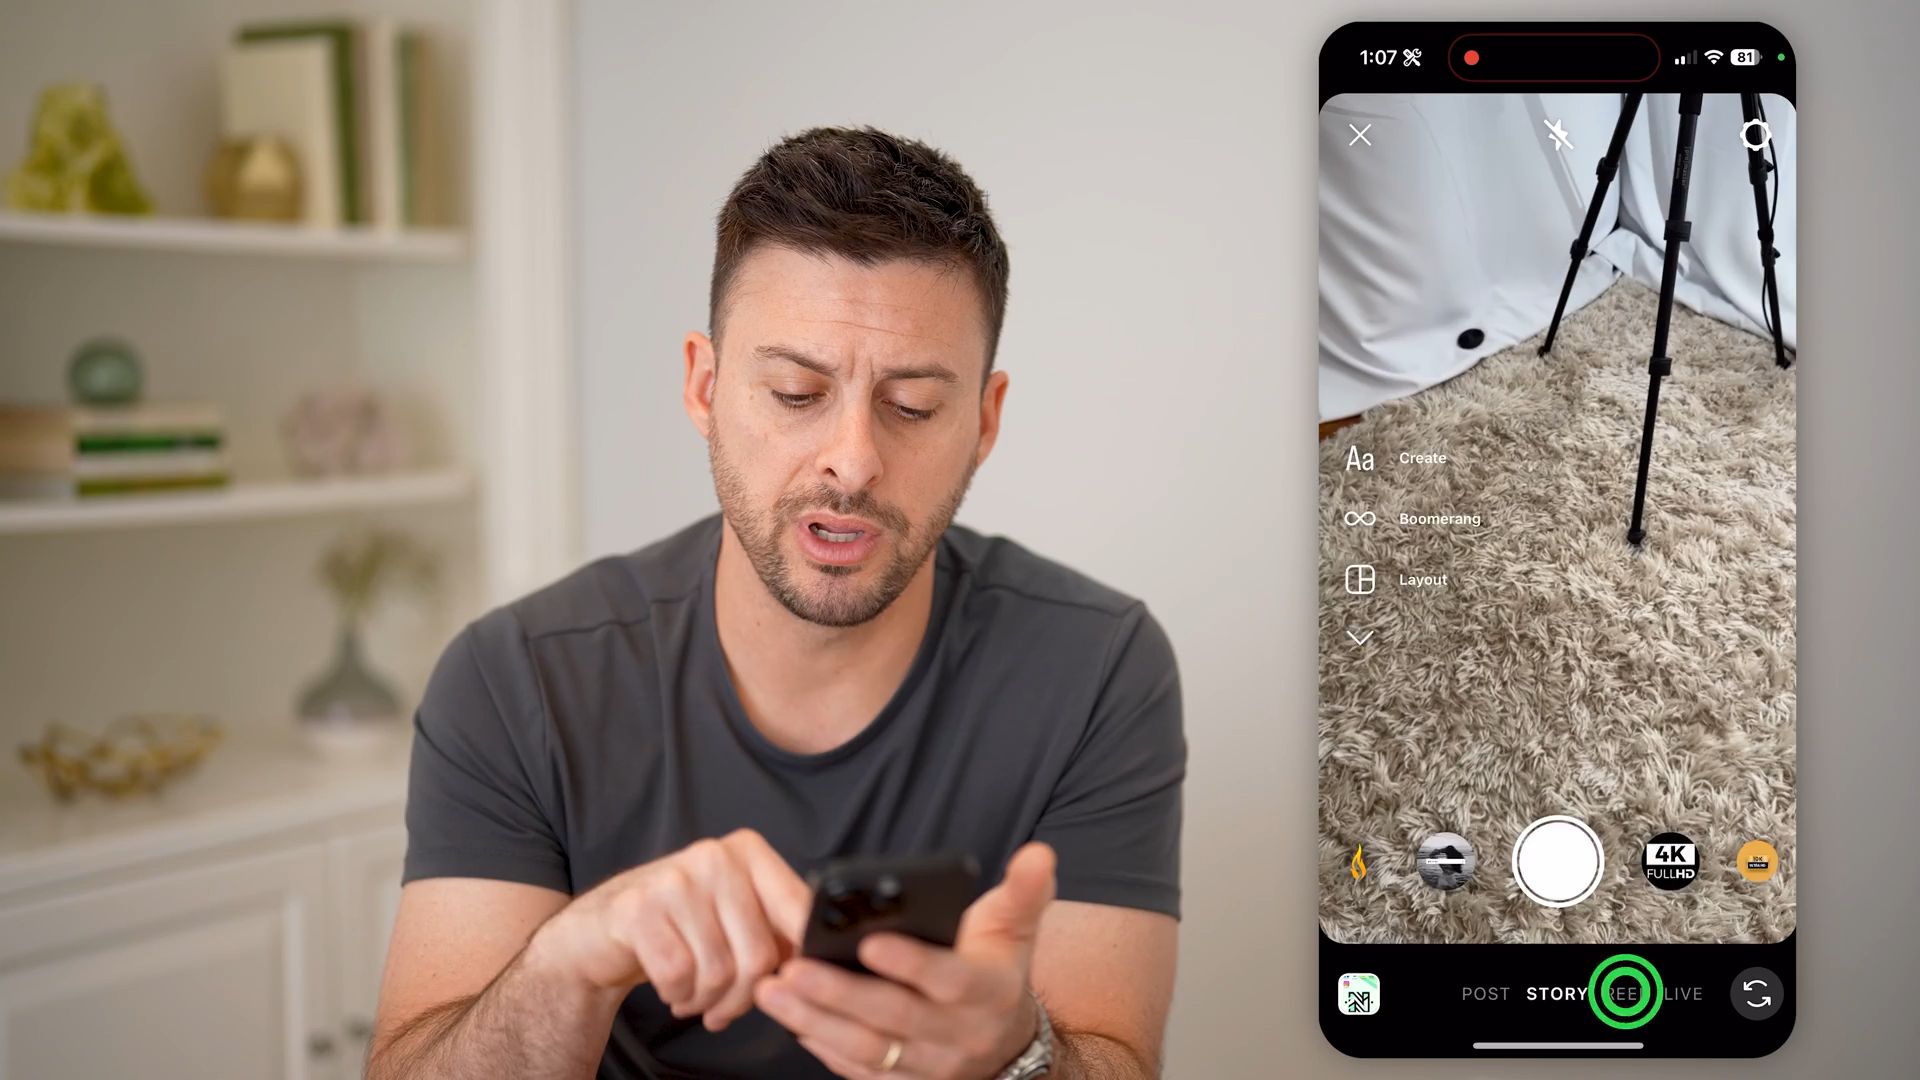 1:07
81
Aa Create
Boomerang
Layout
4K
FULLHD
POST STORY LIVE